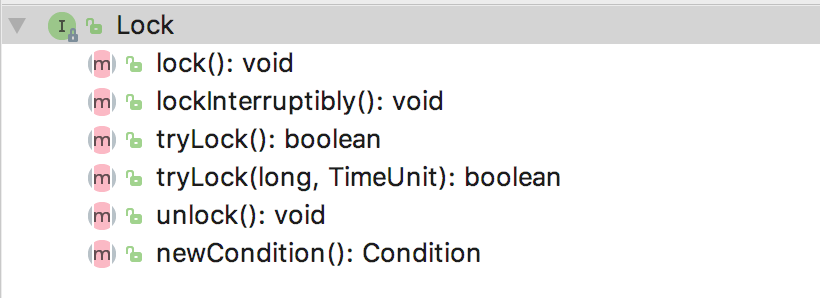 I Lock
m lock(): void
m lockInterruptibly(): void
m tryLock(): boolean
m tryLock(long, TimeUnit): boolean
m unlock(): void
m newCondition(): Condition